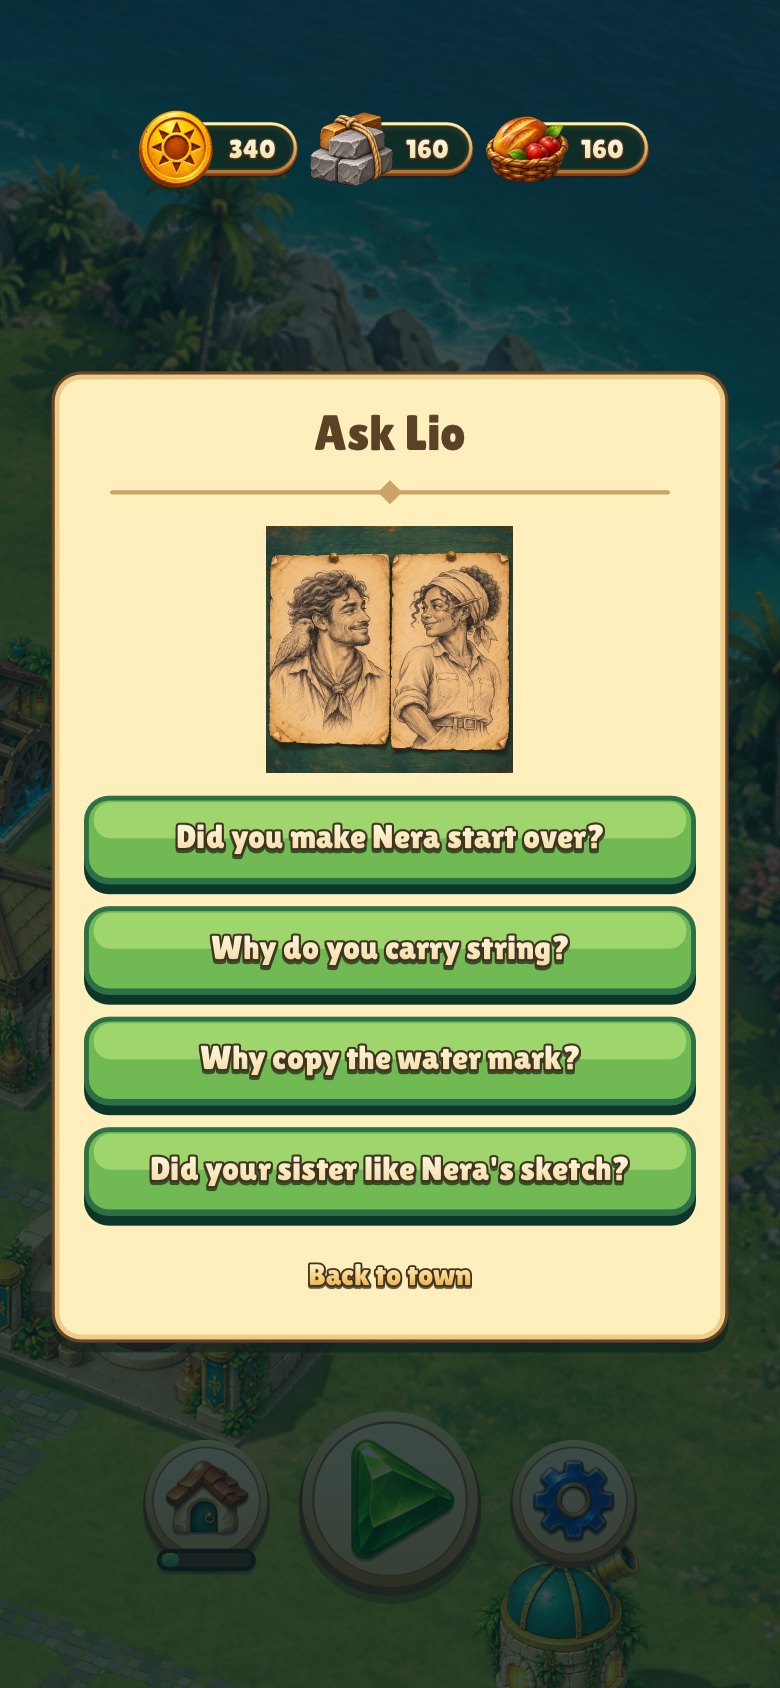 340
160
160
Ask Lio
Did you make Nera start over?
Why do you carry string?
Why copy the water mark?
Did your sister like Nera's sketch?
Back to town